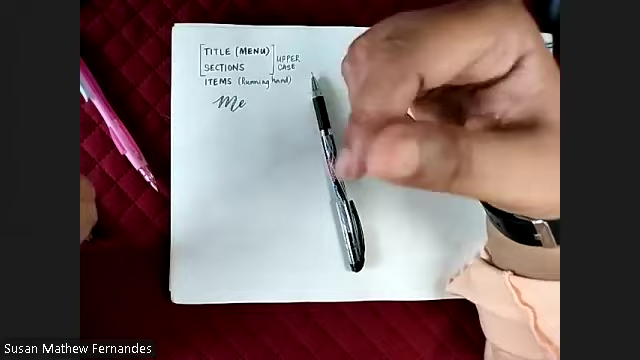 TITLE (MENU)
SECTIONS
UPPER
CASE
ITEMS (Running hand)
Me
Susan Mathew Fernandes